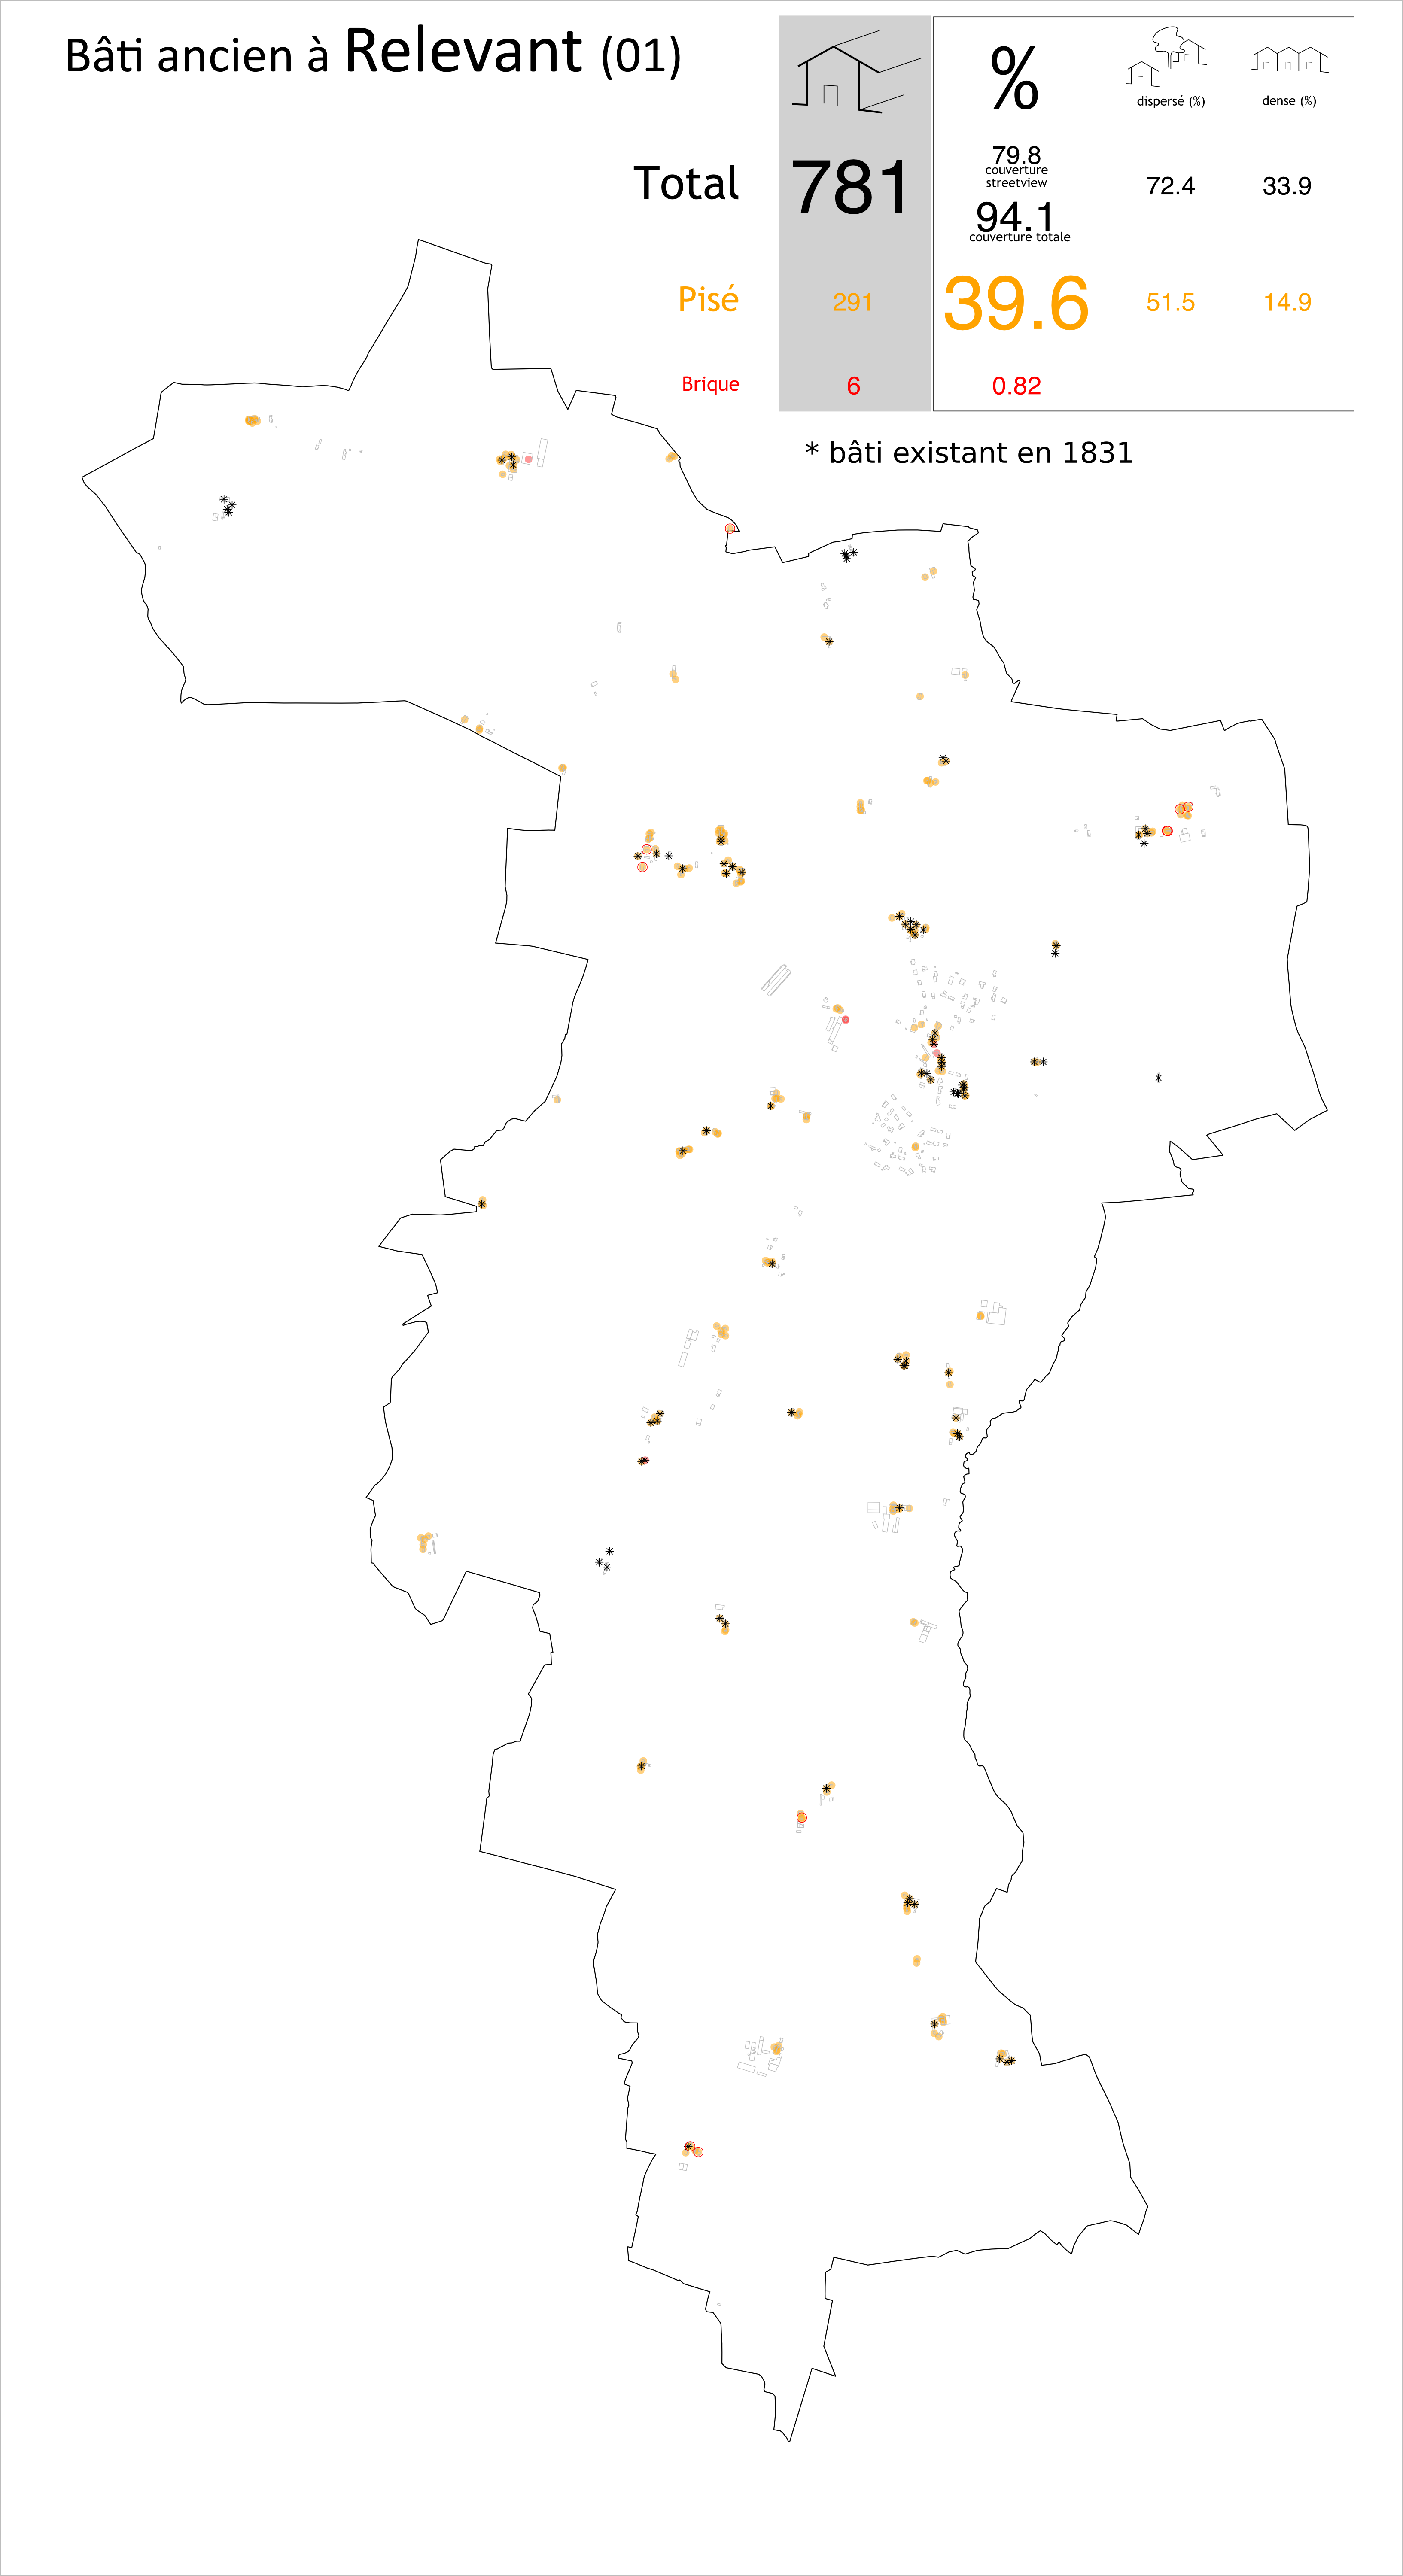 Bâti ancien à Relevant (01)
%
dispersé (%)
dense (%)
Total
781
79.8
couverture
streetview
94.1
couverture totale
72.4
33.9
Pisé
291
39.6
51.5
14.9
Brique
6
0.82
* bâti existant en 1831